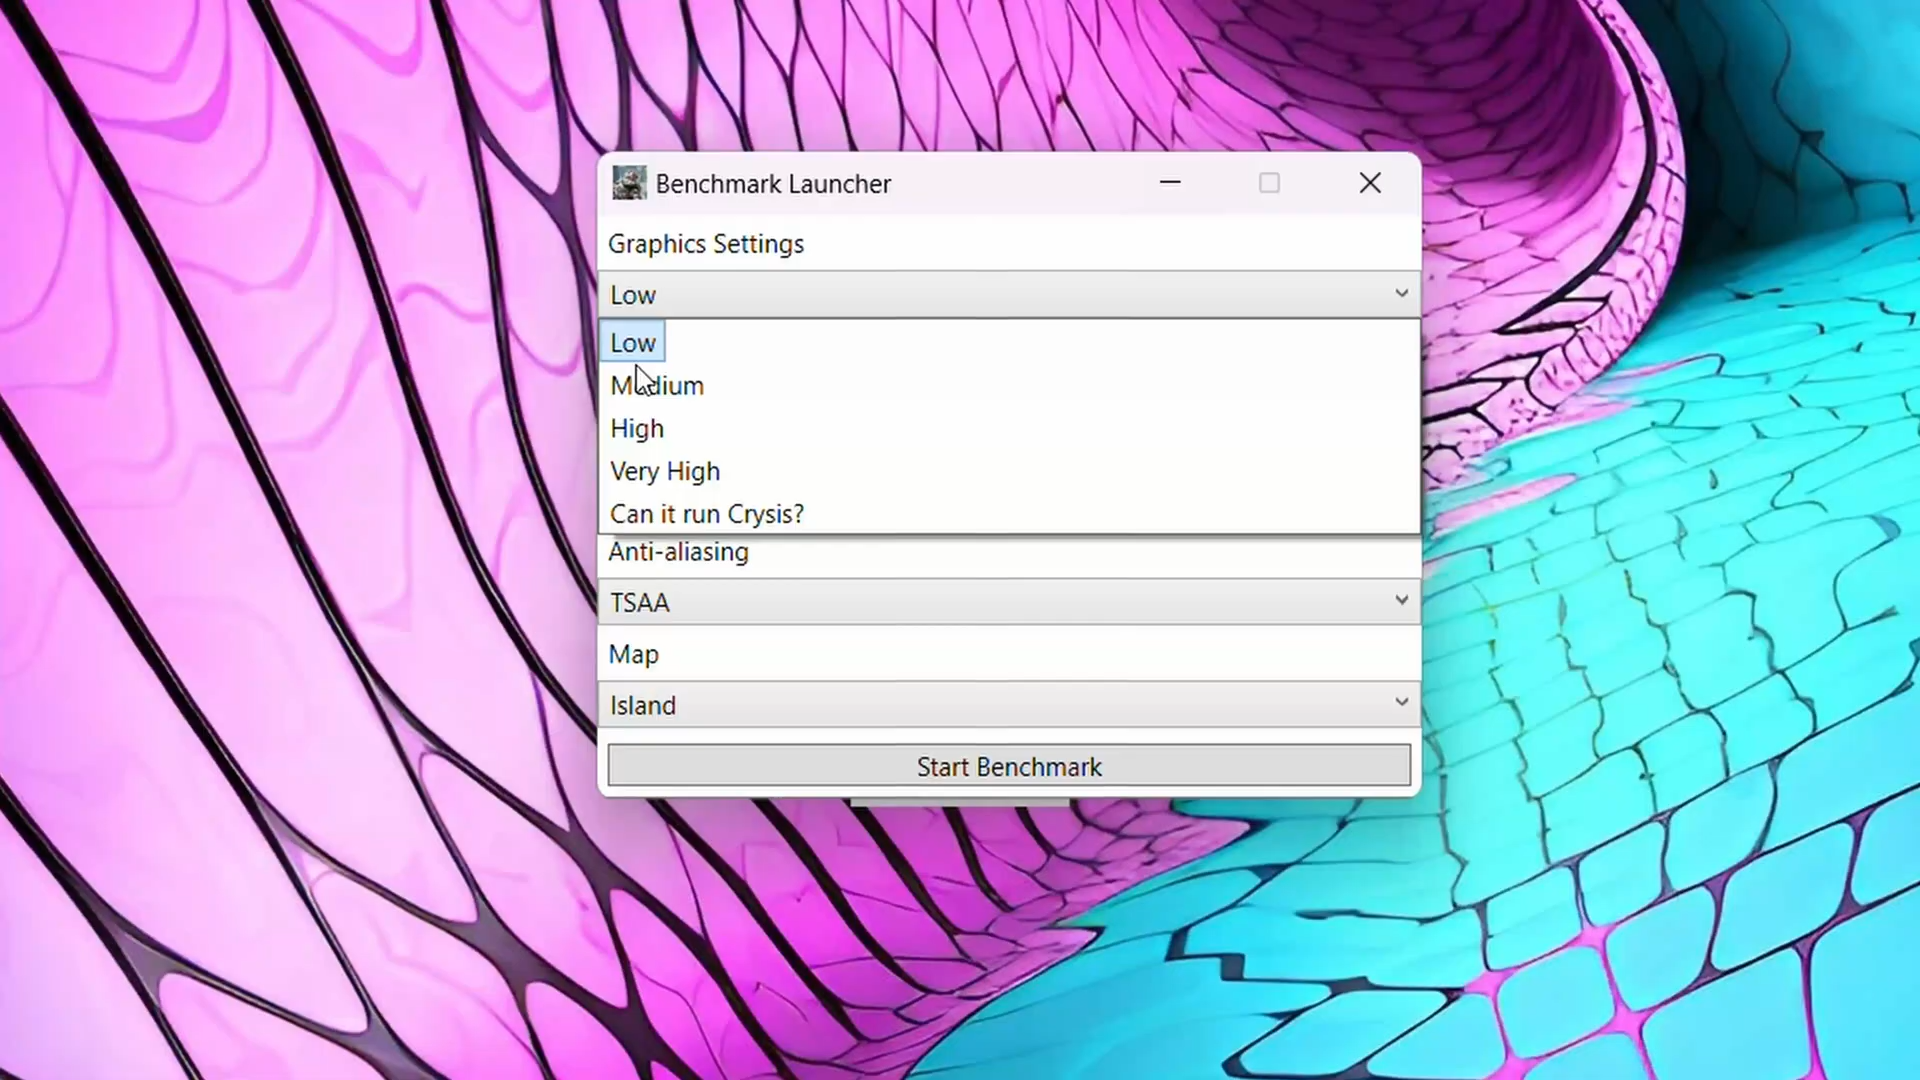 Benchmark Launcher
Graphics Settings
Low
Low
Medium
High
Very High
Can it run Crysis?
Anti-aliasing
TSAA
Map
Island
Start Benchmark